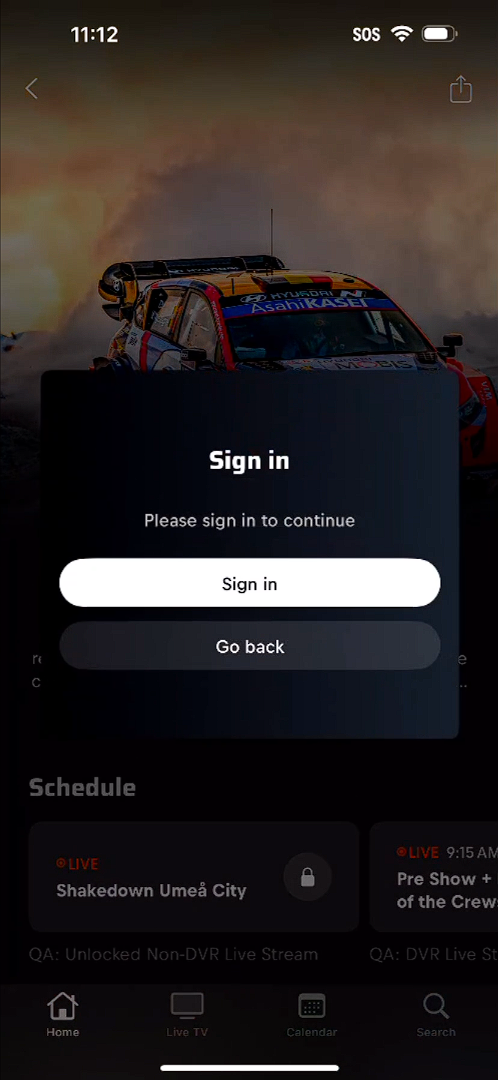 11:12
SOS
HYUNDAI N
AsahiKASEI
MOBIS
Sign in
Please sign in to continue
Sign in
Go back
Schedule
LIVE
Shakedown Umeå City
QA: Unlocked Non-DVR Live Stream
LIVE 9:15 AM
Pre Show +
of the Crew
QA: DVR Live St
Home
Live TV
Calendar
Search